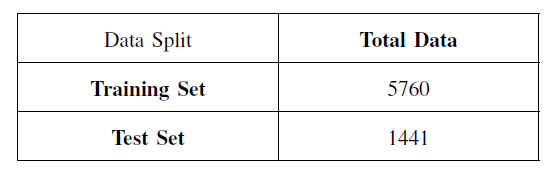 Data Split Total Data
Training Set 5760
Test Set 1441